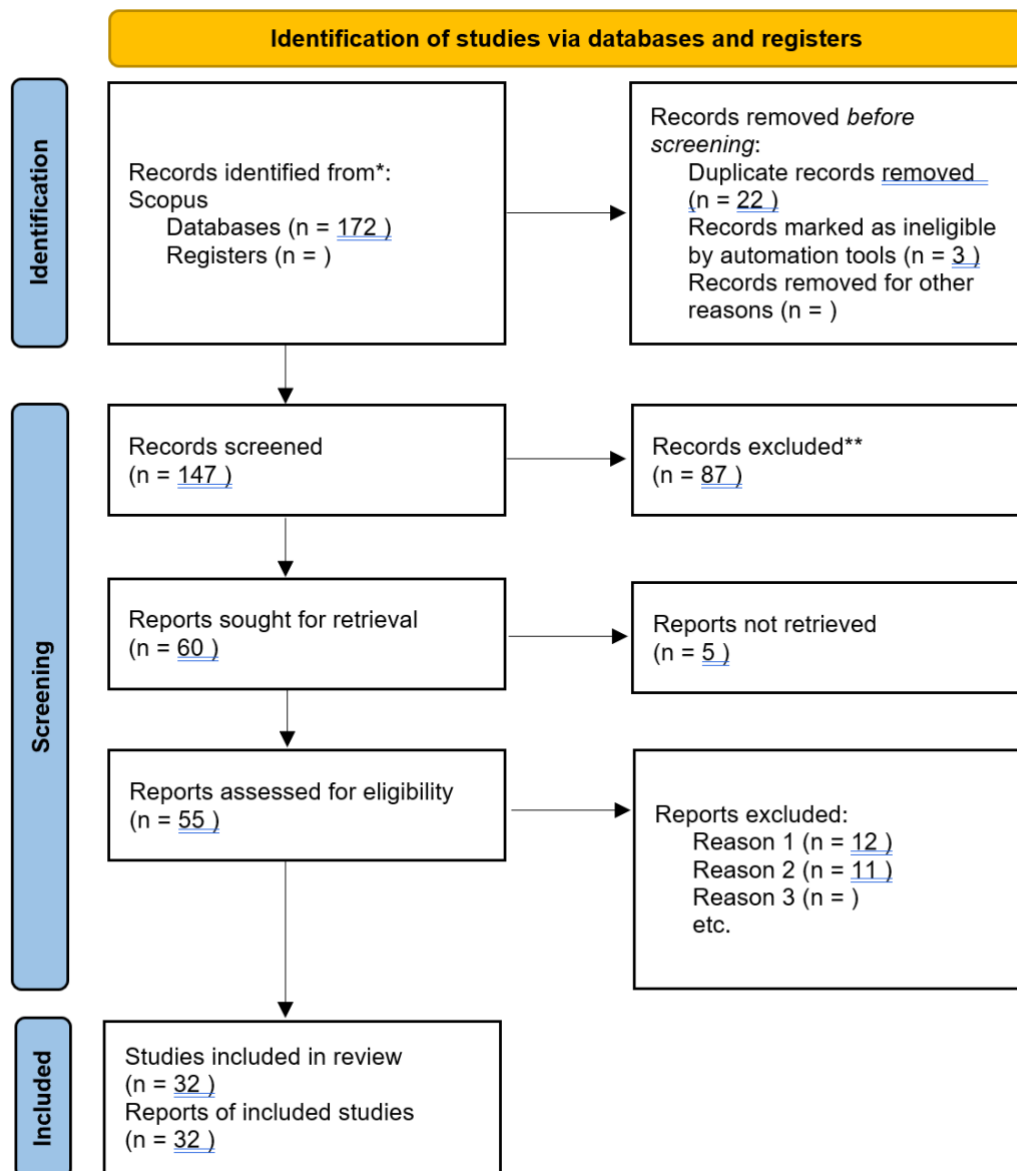 Identification of studies via databases and registers
Identification
Records identified from*:
Scopus
Databases (n = 172 )
Registers (n = )
Records removed before
screening:
Duplicate records removed
(n = 22 )
Records marked as ineligible
by automation tools (n = 3 )
Records removed for other
reasons (n = )
Screening
Records screened
(n = 147 )
Records excluded**
(n = 87 )
Reports sought for retrieval
(n = 60 )
Reports not retrieved
(n = 5 )
Reports assessed for eligibility
(n = 55 )
Reports excluded:
Reason 1 (n = 12 )
Reason 2 (n = 11 )
Reason 3 (n = )
etc.
Included
Studies included in review
(n = 32 )
Reports of included studies
(n = 32 )